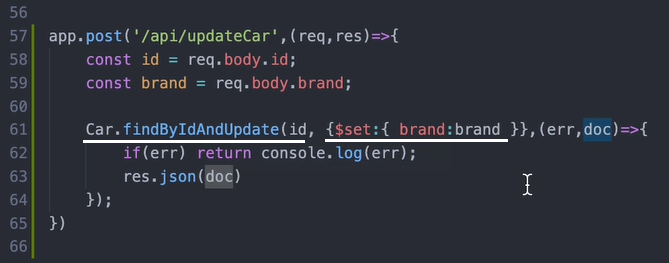 56
57 app.post('/api/updateCar',(req,res)=>{
58 const id = req.body.id;
59 const brand = req.body.brand;
60
61 Car.findByIdAndUpdate(id, {$set:{ brand:brand }},(err,doc)=>{
62 if(err) return console.log(err);
63 res.json(doc)
64 });
65 })
66